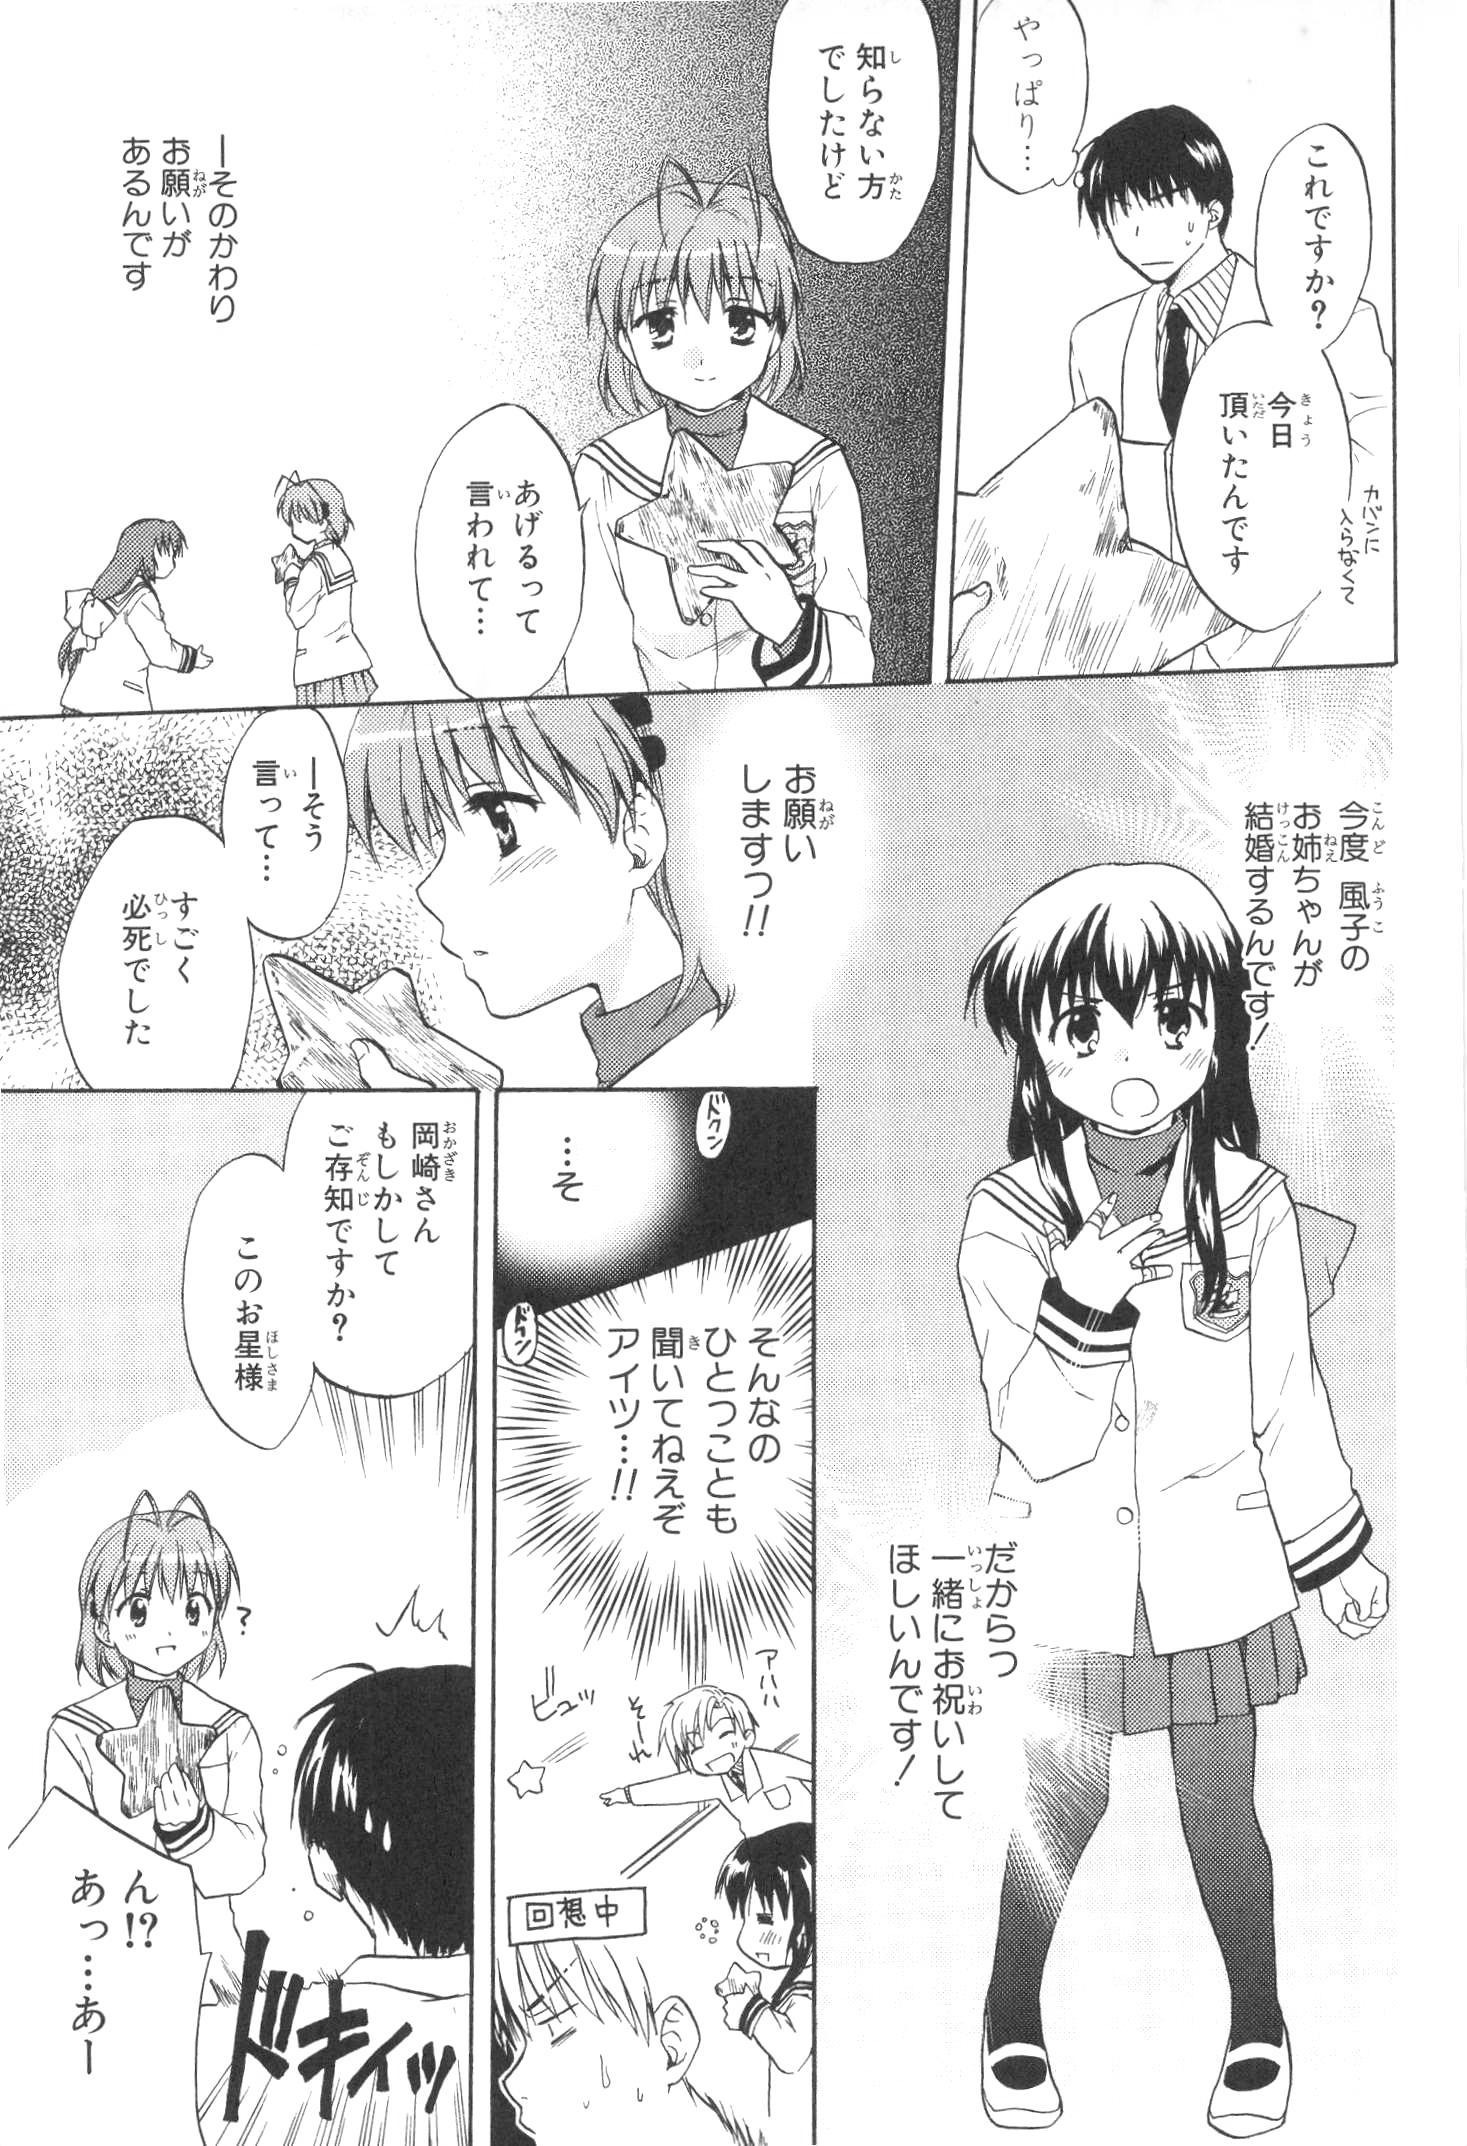 これですか?
やっぱり…
今日
頂いたんです
カバンに
入らなくて
知らない方
でしたけど
あげるって
言われて…
ーそのかわり
お願いが
あるんです
今度 風子の
お姉ちゃんが
結婚するんです!
だからっ
一緒にお祝いして
ほしいんです!
お願い
しますっ!!
ーそう
言って…
すごく
必死でした
ドクン
…そ
ドクン
そんなの
ひとっことも
聞いてねえぞ
アイツ…!!
アハハ
そーれ
ビュッ
回想中
岡崎さん
もしかして
ご存知ですか?
このお星様
?
ドキィッ
ん!?
あっ…あー